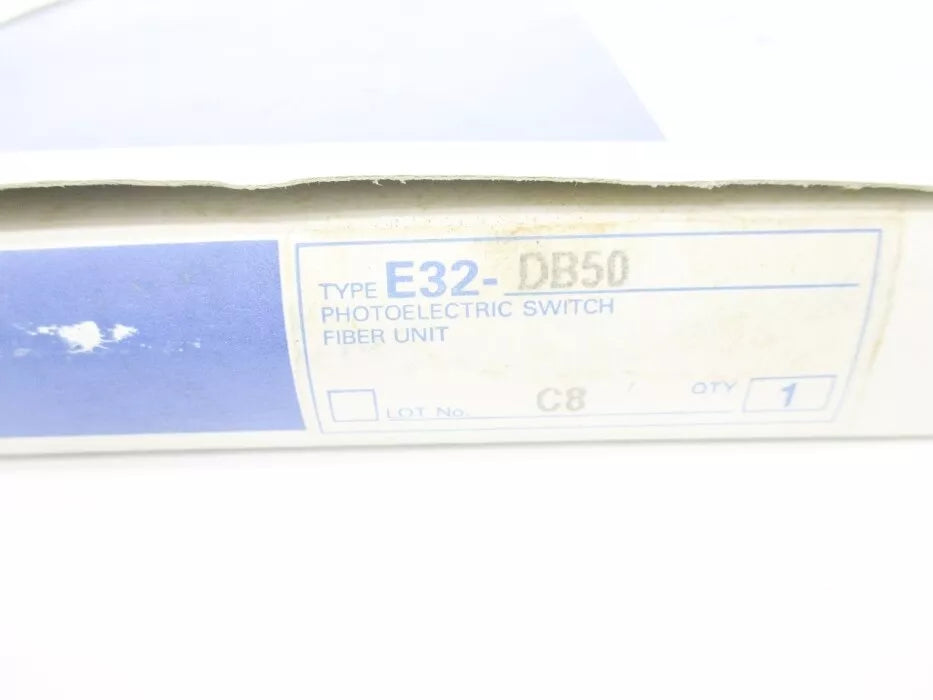 TYPE E32-DB50
PHOTOELECTRIC SWITCH
FIBER UNIT
LOT No. C8 QTY 1